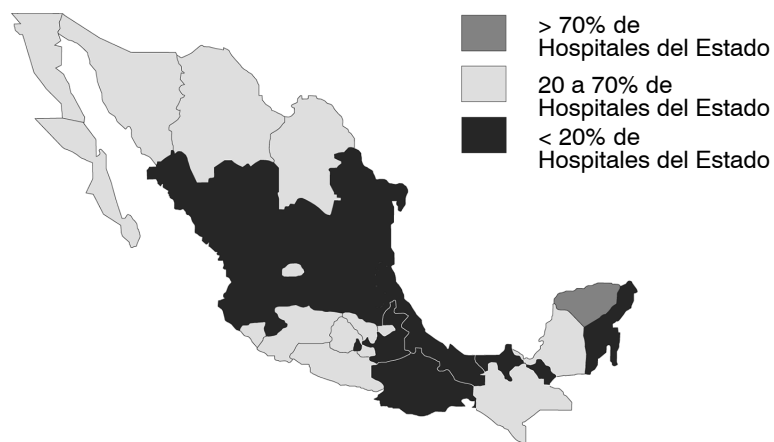 > 70% de
Hospitales del Estado
20 a 70% de
Hospitales del Estado
< 20% de
Hospitales del Estado